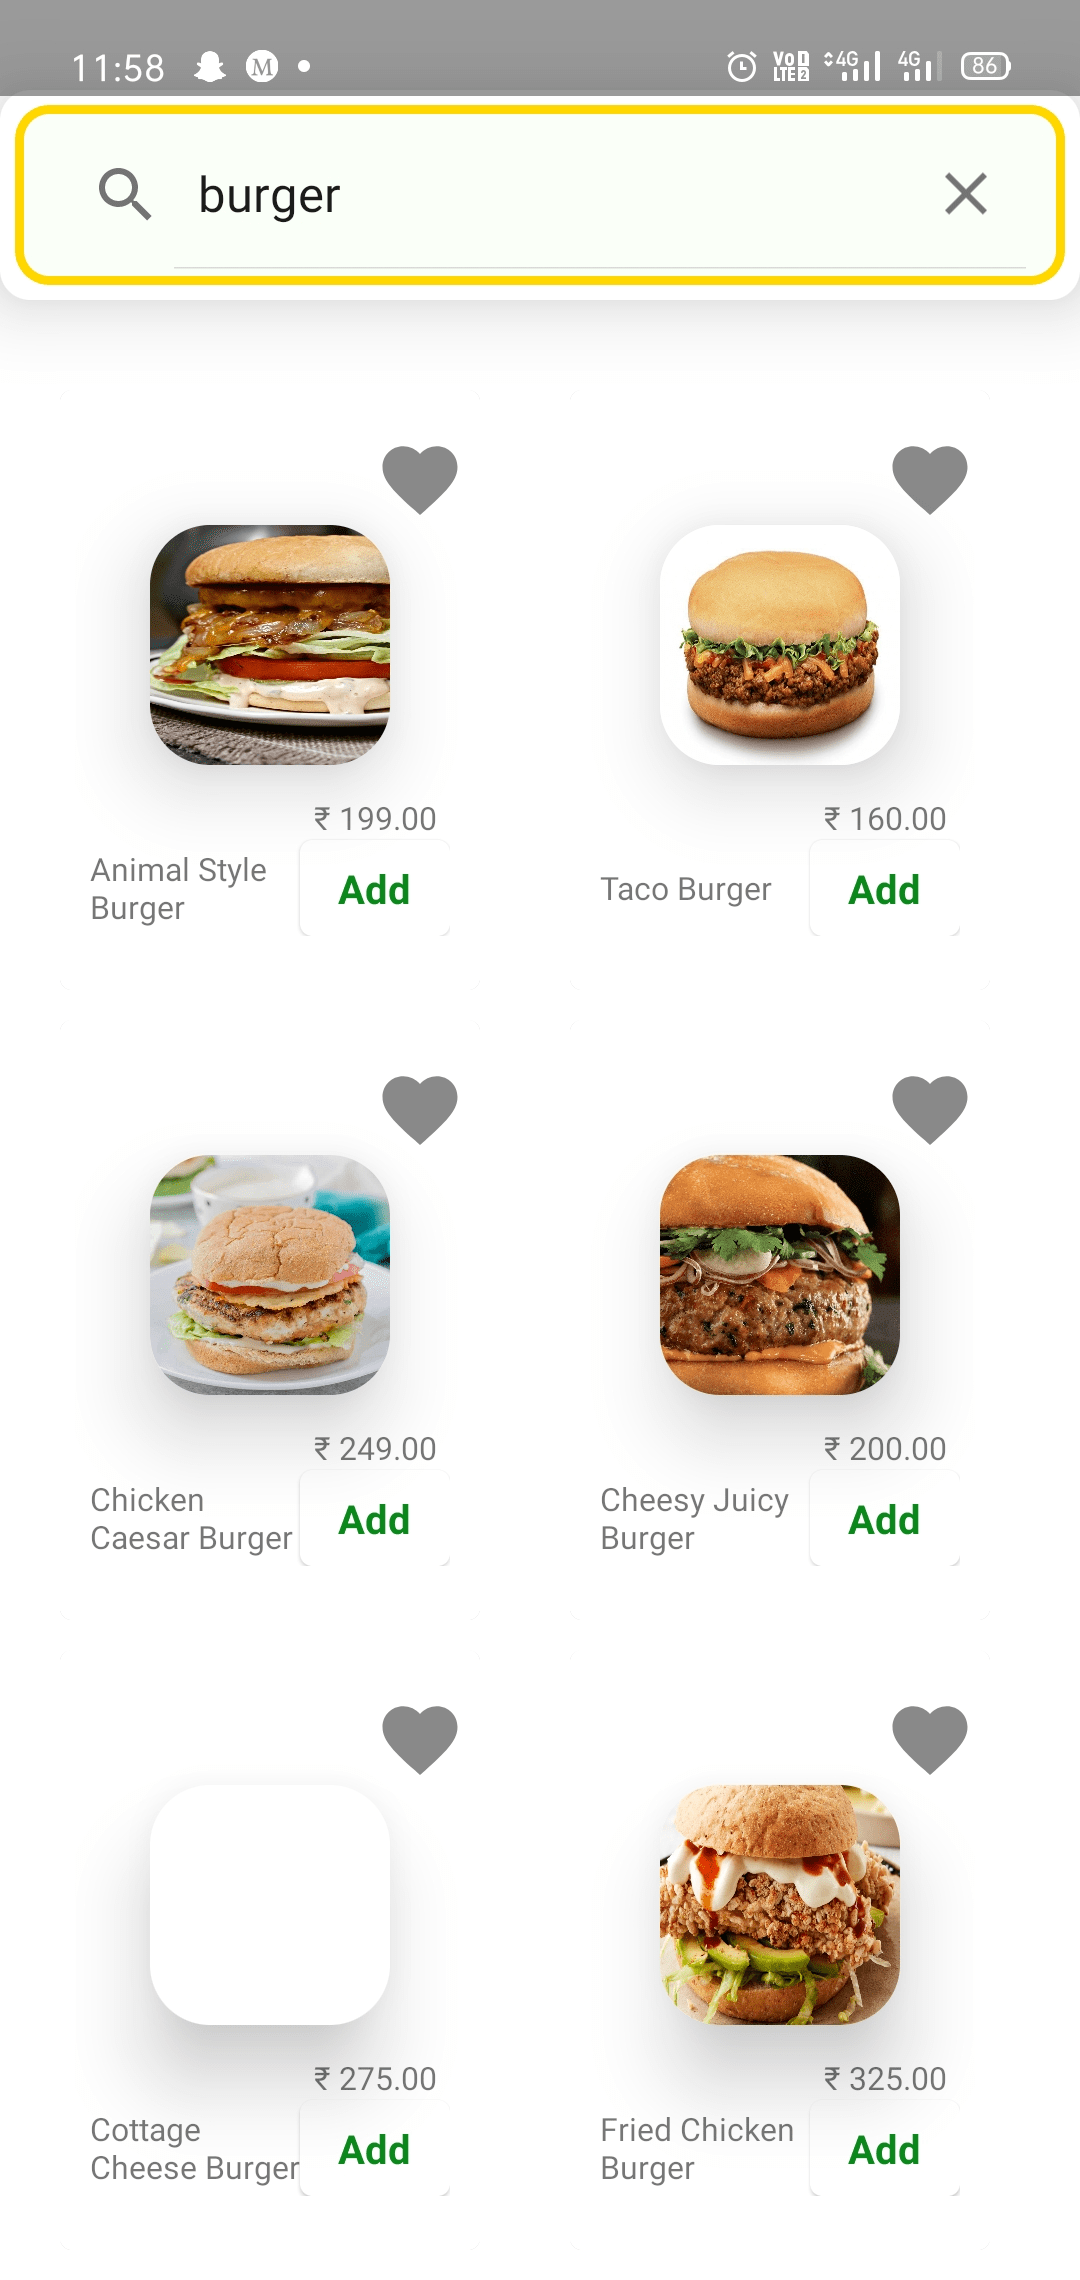 11:58 M VoD LTE2 4G 4G 86
burger
₹ 199.00
Animal Style
Burger
Add
₹ 160.00
Taco Burger
Add
₹ 249.00
Chicken
Caesar Burger
Add
₹ 200.00
Cheesy Juicy
Burger
Add
₹ 275.00
Cottage
Cheese Burger
Add
₹ 325.00
Fried Chicken
Burger
Add